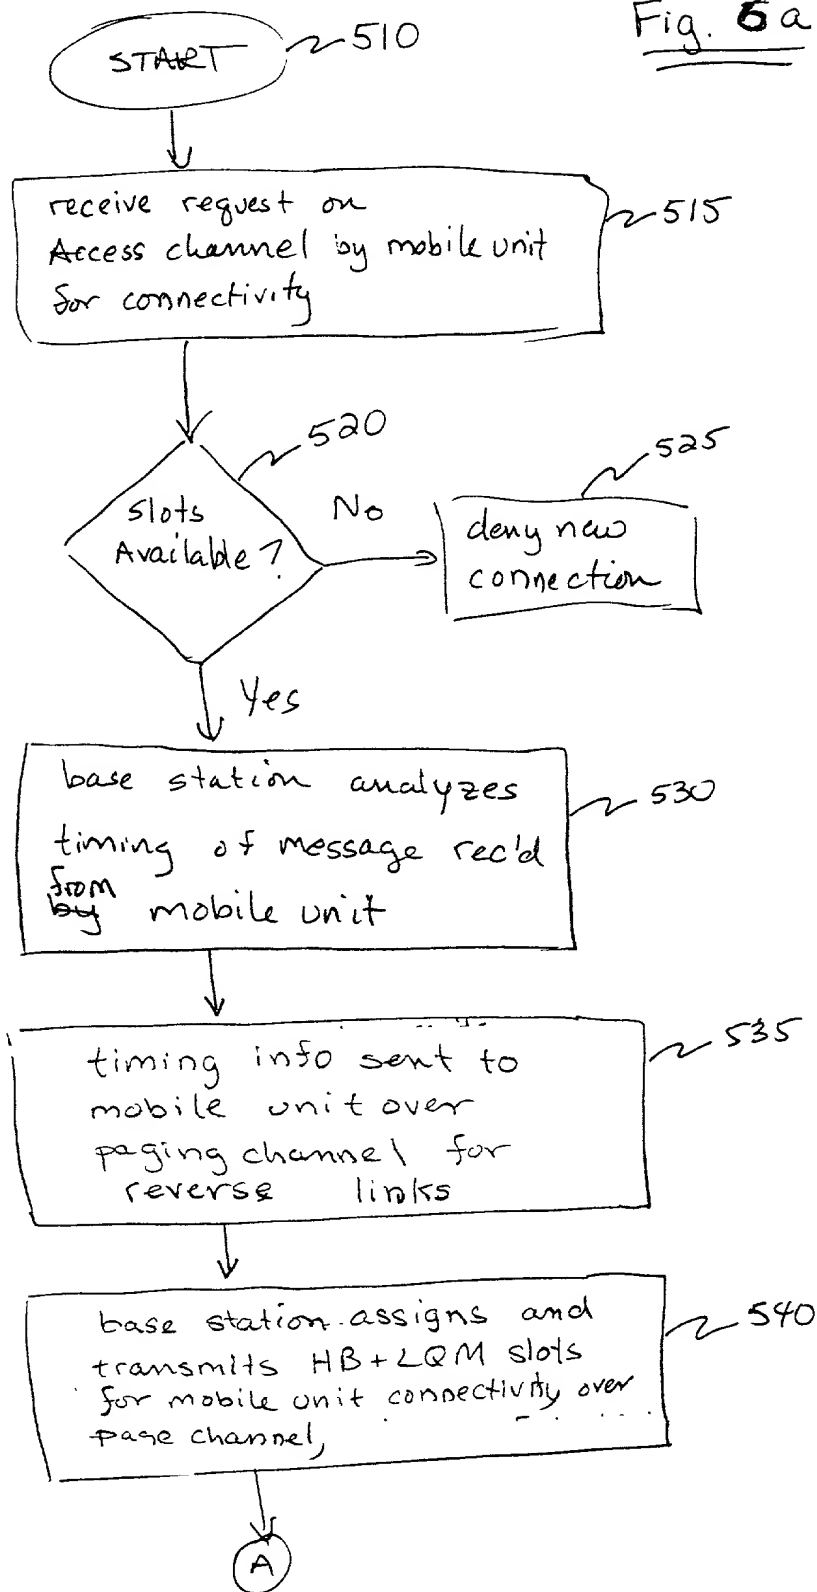 Fig. 6a
START
510
receive request on
Access channel by mobile unit
for connectivity
515
520
Slots
Available?
No
525
deny new
connection
Yes
base station analyzes
timing of message rec'd
from
by mobile unit
530
timing info sent to
mobile unit over
paging channel for
reverse links
535
base station assigns and
transmits HB+LQM slots
for mobile unit connectivity over
page channel,
540
A